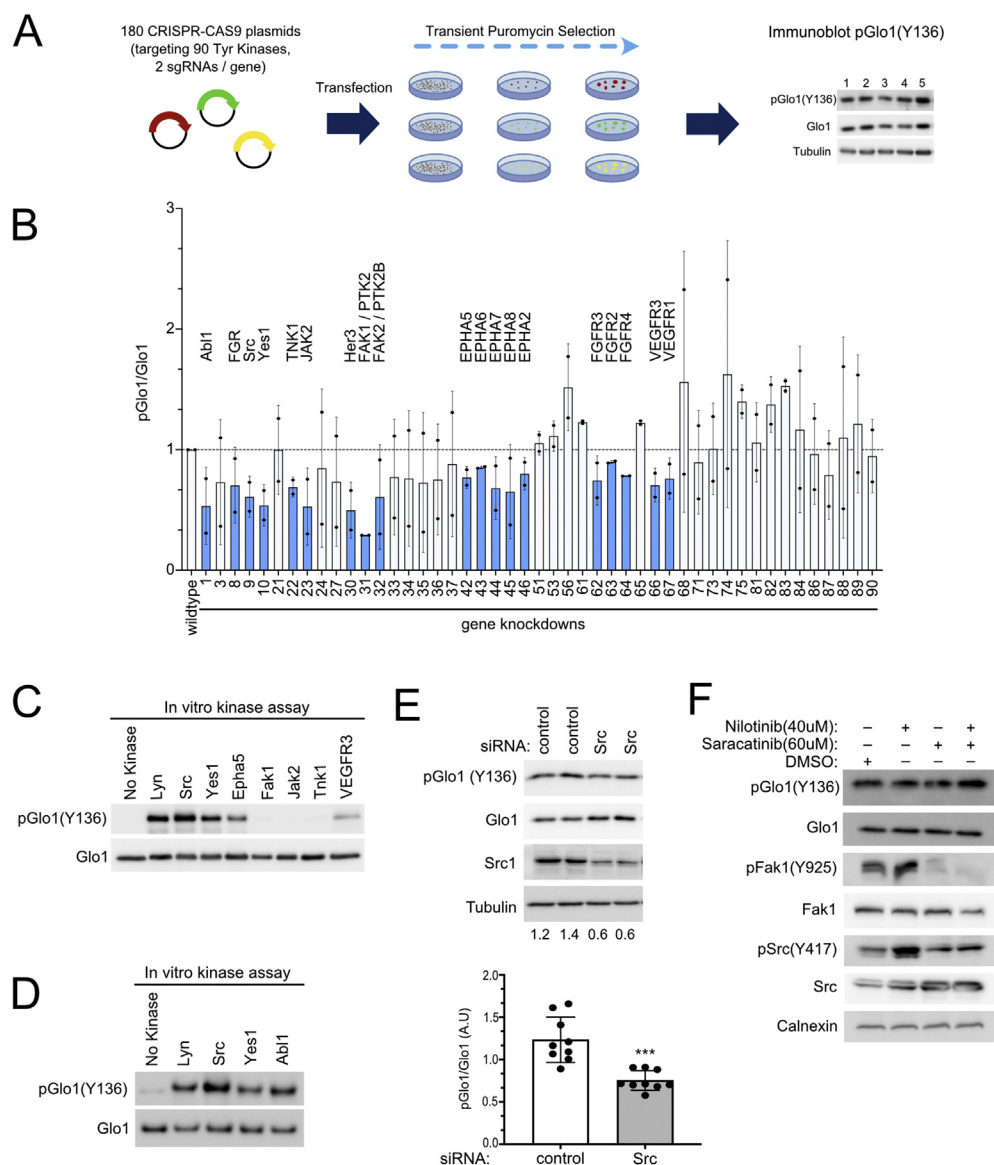 A
180 CRISPR-CAS9 plasmids
(targeting 90 Tyr Kinases,
2 sgRNAs / gene)
Transfection
Transient Puromycin Selection
Immunoblot pGlo1(Y136)
1 2 3 4 5
pGlo1(Y136)
Glo1
Tubulin
B
pGlo1/Glo1
3
2
1
0
Abl1
FGR
Src
Yes1
TNK1
JAK2
Her3
FAK1 / PTK2
FAK2 / PTK2B
EPHA5
EPHA6
EPHA7
EPHA8
EPHA2
FGFR3
FGFR2
FGFR4
VEGFR3
VEGFR1
wildtype 1 3 8 9 10 21 22 23 24 27 30 31 32 33 34 35 36 37 42 43 44 45 46 51 53 56 61 62 63 64 65 66 67 68 71 73 74 75 81 82 83 84 86 87 88 89 90
gene knockdowns
C
In vitro kinase assay
No Kinase
Lyn
Src
Yes1
Epha5
Fak1
Jak2
Tnk1
VEGFR3
pGlo1(Y136)
Glo1
D
In vitro kinase assay
No Kinase
Lyn
Src
Yes1
Abl1
pGlo1(Y136)
Glo1
E
siRNA: control control Src Src
pGlo1 (Y136)
Glo1
Src1
Tubulin
1.2 1.4 0.6 0.6
pGlo1/Glo1 (A.U)
2.0
1.5
1.0
0.5
0.0
***
siRNA: control Src
F
Nilotinib(40uM): – + – +
Saracatinib(60uM): – – + +
DMSO: + – – –
pGlo1(Y136)
Glo1
pFak1(Y925)
Fak1
pSrc(Y417)
Src
Calnexin